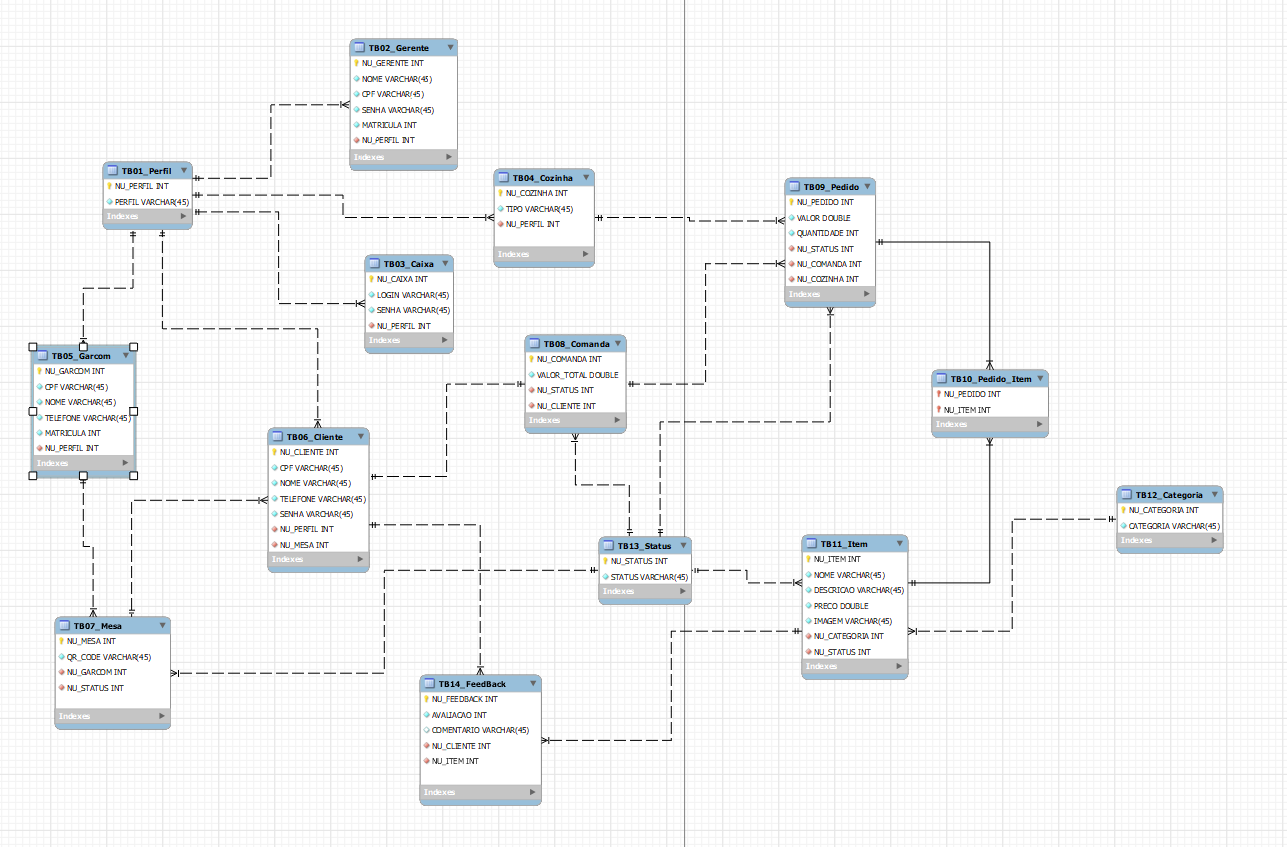 TB02_Gerente
NU_GERENTE INT
NOME VARCHAR(45)
CPF VARCHAR(45)
SENHA VARCHAR(45)
MATRICULA INT
NU_PERFIL INT
Indexes
TB01_Perfil
NU_PERFIL INT
PERFIL VARCHAR(45)
Indexes
TB04_Cozinha
NU_COZINHA INT
TIPO VARCHAR(45)
NU_PERFIL INT
Indexes
TB09_Pedido
NU_PEDIDO INT
VALOR DOUBLE
QUANTIDADE INT
NU_STATUS INT
NU_COMANDA INT
NU_COZINHA INT
Indexes
TB03_Caixa
NU_CAIXA INT
LOGIN VARCHAR(45)
SENHA VARCHAR(45)
NU_PERFIL INT
Indexes
TB05_Garcom
NU_GARCOM INT
CPF VARCHAR(45)
NOME VARCHAR(45)
TELEFONE VARCHAR(45)
MATRICULA INT
NU_PERFIL INT
Indexes
TB08_Comanda
NU_COMANDA INT
VALOR_TOTAL DOUBLE
NU_STATUS INT
NU_CLIENTE INT
Indexes
TB10_Pedido_Item
NU_PEDIDO INT
NU_ITEM INT
Indexes
TB06_Cliente
NU_CLIENTE INT
CPF VARCHAR(45)
NOME VARCHAR(45)
TELEFONE VARCHAR(45)
SENHA VARCHAR(45)
NU_PERFIL INT
NU_MESA INT
Indexes
TB12_Categoria
NU_CATEGORIA INT
CATEGORIA VARCHAR(45)
Indexes
TB13_Status
NU_STATUS INT
STATUS VARCHAR(45)
Indexes
TB11_Item
NU_ITEM INT
NOME VARCHAR(45)
DESCRICAO VARCHAR(45)
PRECO DOUBLE
IMAGEM VARCHAR(45)
NU_CATEGORIA INT
NU_STATUS INT
Indexes
TB07_Mesa
NU_MESA INT
QR_CODE VARCHAR(45)
NU_GARCOM INT
NU_STATUS INT
Indexes
TB14_FeedBack
NU_FEEDBACK INT
AVALIACAO INT
COMENTARIO VARCHAR(45)
NU_CLIENTE INT
NU_ITEM INT
Indexes